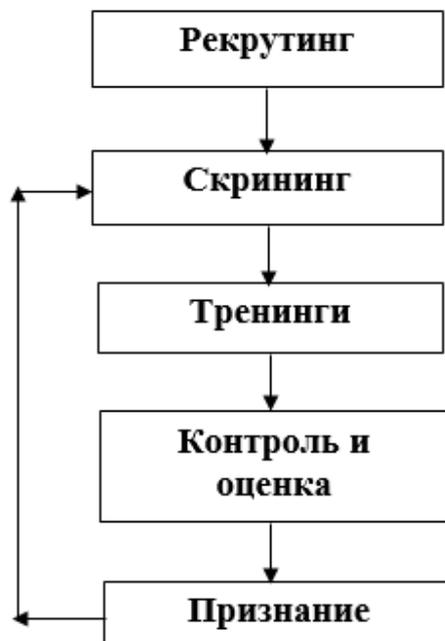 Рекрутинг
Скрининг
Тренинги
Контроль и
оценка
Признание